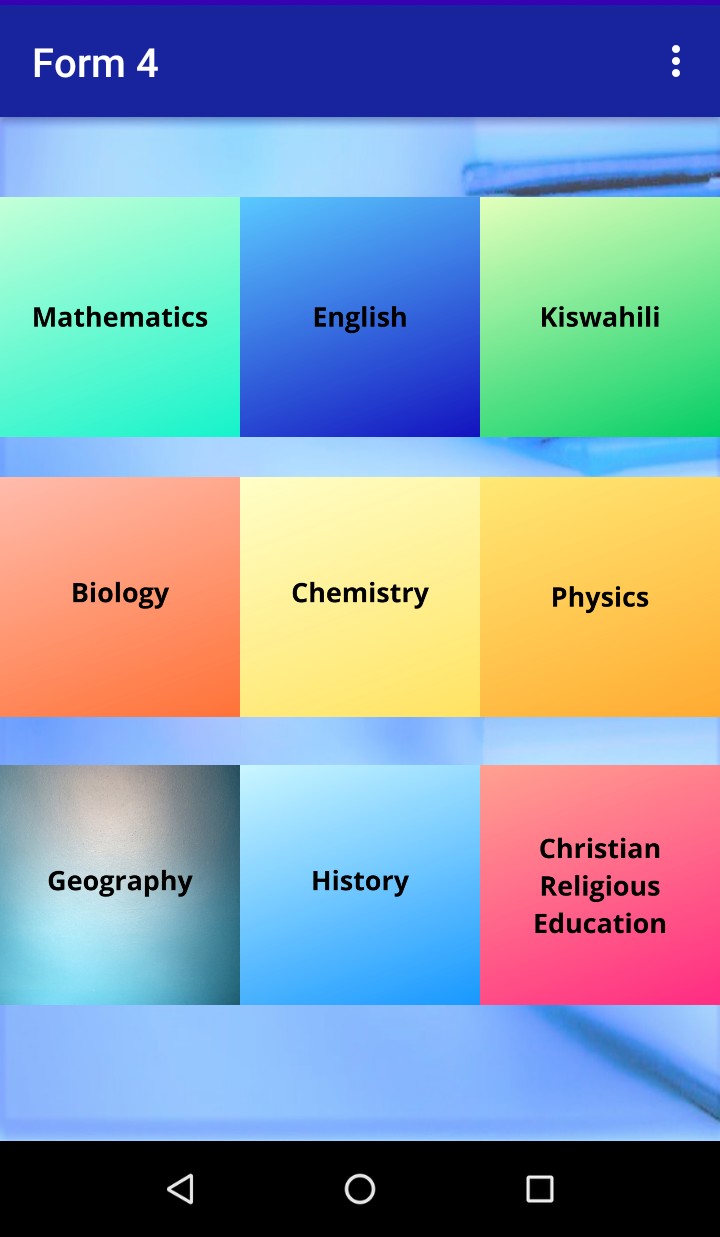 Form 4
Mathematics
English
Kiswahili
Biology
Chemistry
Physics
Geography
History
Christian
Religious
Education